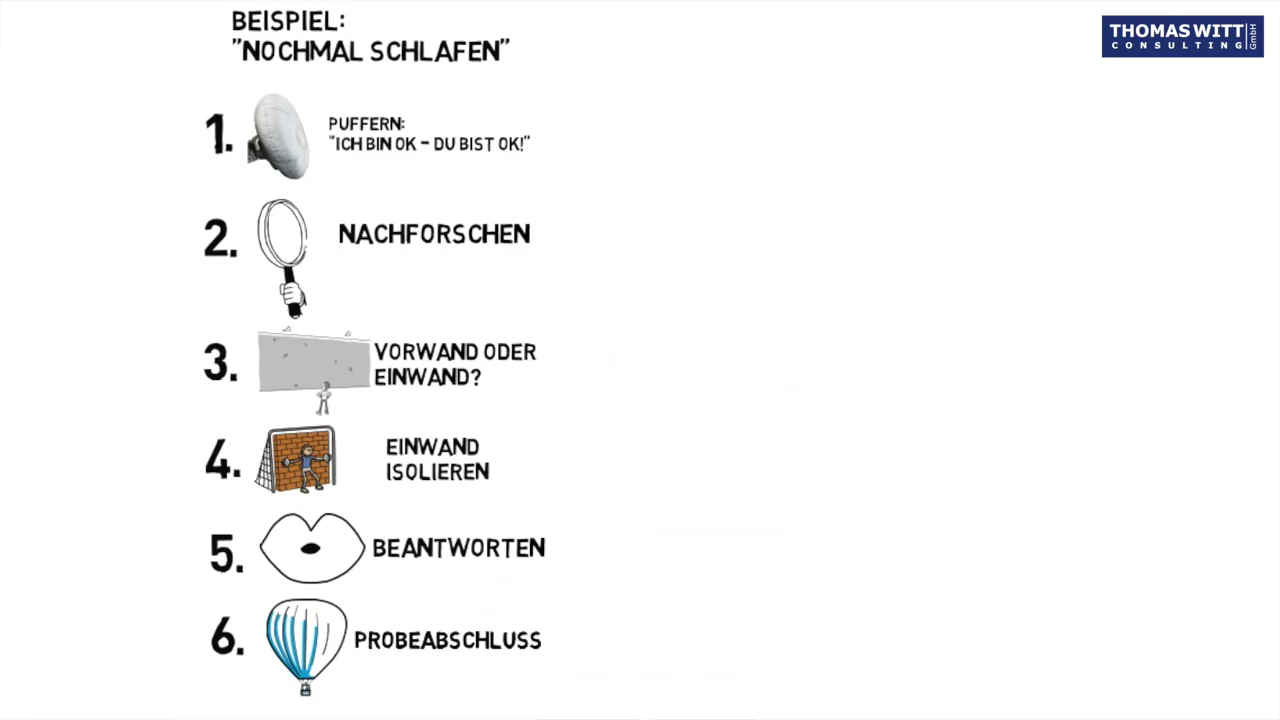 BEISPIEL:
"NOCHMAL SCHLAFEN"
THOMAS WITT
CONSULTING
GmbH
1.
PUFFERN:
"ICH BIN OK - DU BIST OK!"
2.
NACHFORSCHEN
3.
VORWAND ODER
EINWAND?
4.
EINWAND
ISOLIEREN
5.
BEANTWORTEN
6.
PROBEABSCHLUSS